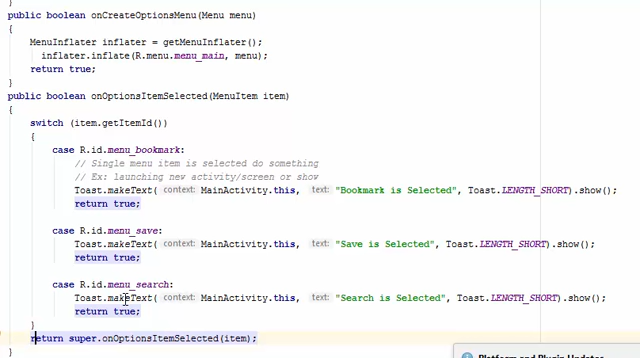 }
public boolean onCreateOptionsMenu(Menu menu)
{
MenuInflater inflater = getMenuInflater();
inflater.inflate(R.menu.menu_main, menu);
return true;
}
public boolean onOptionsItemSelected(MenuItem item)
{
switch (item.getItemId())
{
case R.id.menu_bookmark:
// Single menu item is selected do something
// Ex: launching new activity/screen or show
Toast.makeText( context: MainActivity.this, text: "Bookmark is Selected", Toast.LENGTH_SHORT).show();
return true;
case R.id.menu_save:
Toast.makeText( context: MainActivity.this, text: "Save is Selected", Toast.LENGTH_SHORT).show();
return true;
case R.id.menu_search:
Toast.makeText( context: MainActivity.this, text: "Search is Selected", Toast.LENGTH_SHORT).show();
return true;
}
return super.onOptionsItemSelected(item);
}
Platform and Plugin Updates